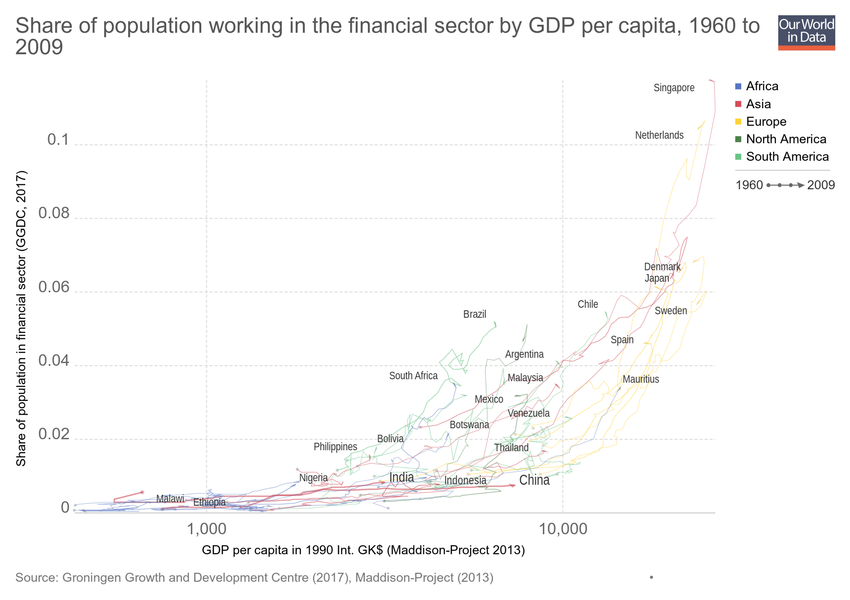 Share of population working in the financial sector by GDP per capita, 1960 to
2009
Our World
in Data
Africa
Asia
Europe
North America
South America
1960
2009
Share of population in financial sector (GGDC, 2017)
0.1
0.08
0.06
0.04
0.02
0
Singapore
Netherlands
Denmark
Japan
Chile
Sweden
Brazil
Spain
Argentina
South Africa
Malaysia
Mauritius
Mexico
Venezuela
Botswana
Bolivia
Philippines
Thailand
Nigeria
India
Indonesia
China
Malawi
Ethiopia
1,000
10,000
GDP per capita in 1990 Int. GK$ (Maddison-Project 2013)
Source: Groningen Growth and Development Centre (2017), Maddison-Project (2013)